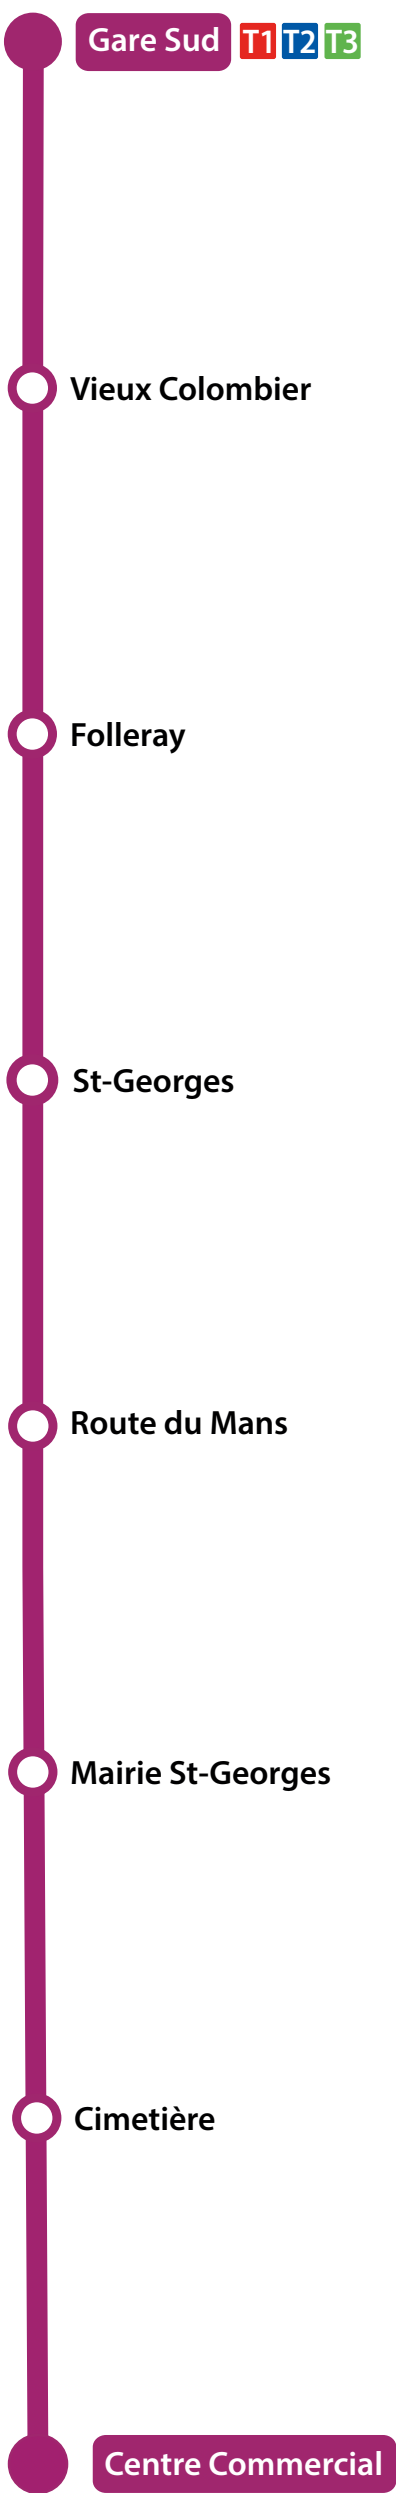 Gare Sud T1 T2 T3
Vieux Colombier
Folleray
St-Georges
Route du Mans
Mairie St-Georges
Cimetière
Centre Commercial